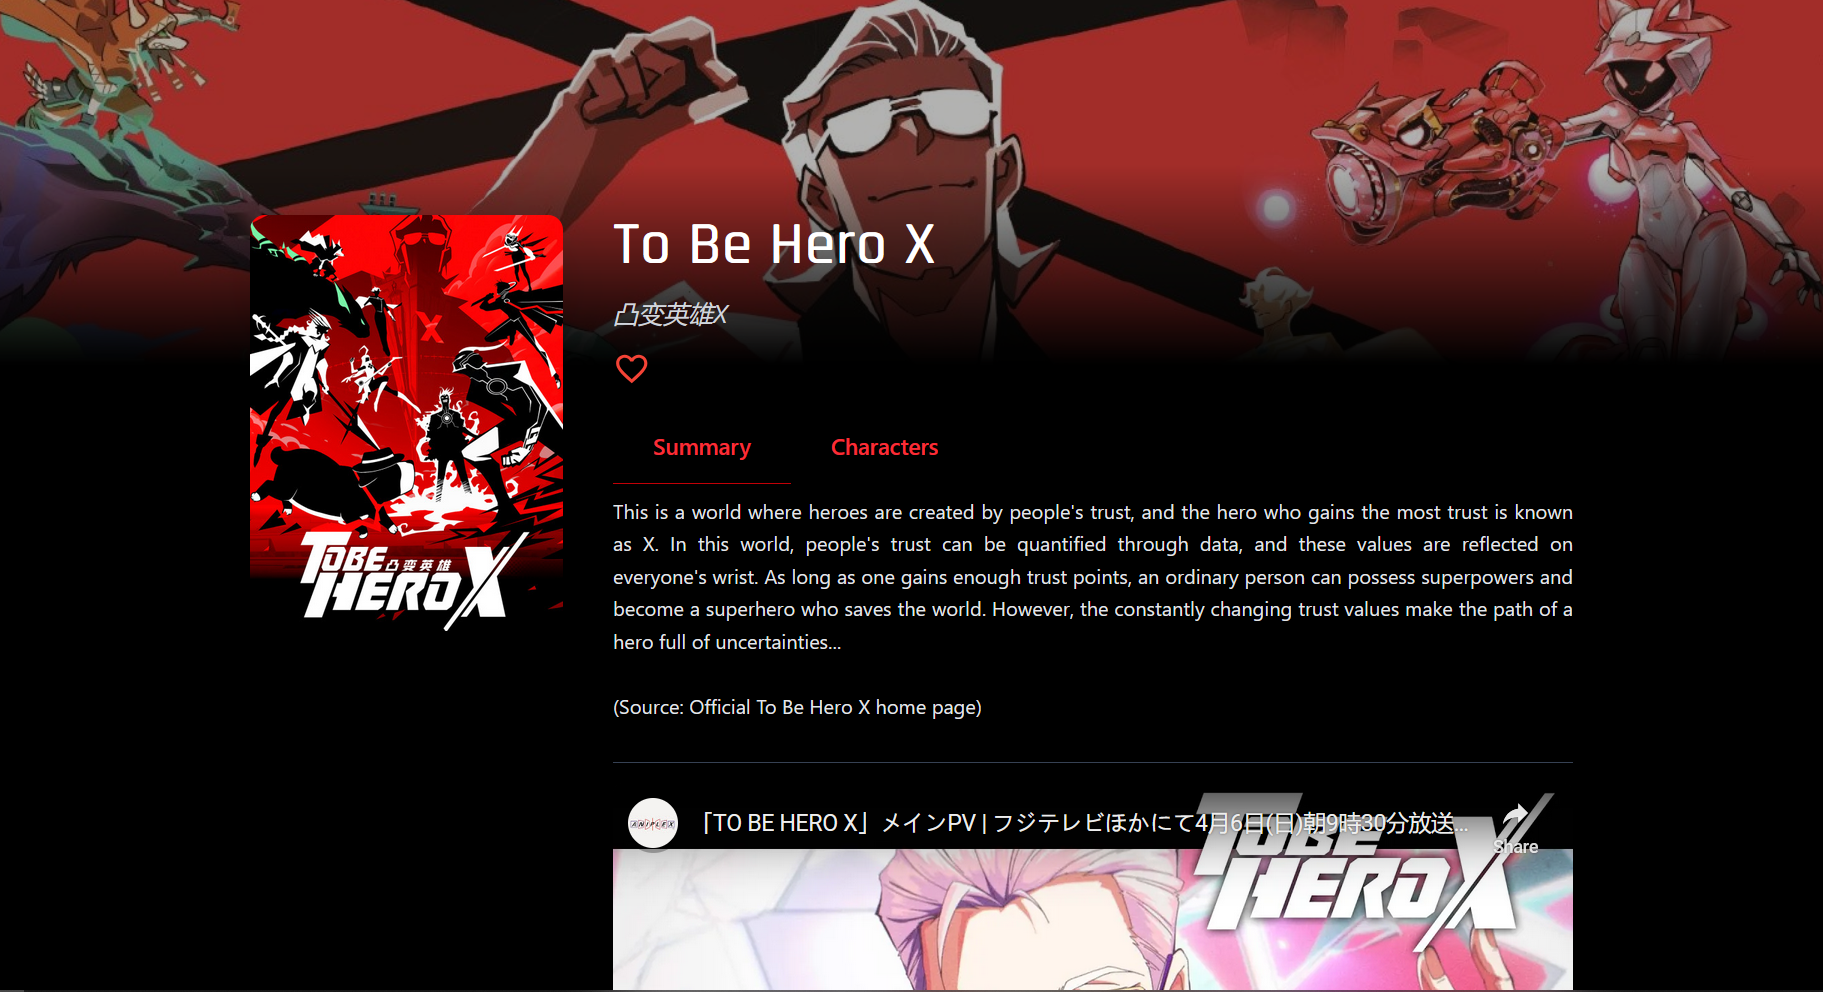 To Be Hero X
凸变英雄X
Summary
Characters
This is a world where heroes are created by people's trust, and the hero who gains the most trust is known
as X. In this world, people's trust can be quantified through data, and these values are reflected on
everyone's wrist. As long as one gains enough trust points, an ordinary person can possess superpowers and
become a superhero who saves the world. However, the constantly changing trust values make the path of a
hero full of uncertainties...
(Source: Official To Be Hero X home page)
X
TOBE 凸变英雄
HERO X
ANIPLEX
「TO BE HERO X」メインPV | フジテレビほかにて4月6日(日)朝9時30分放送...
Share
TOBE
HERO X